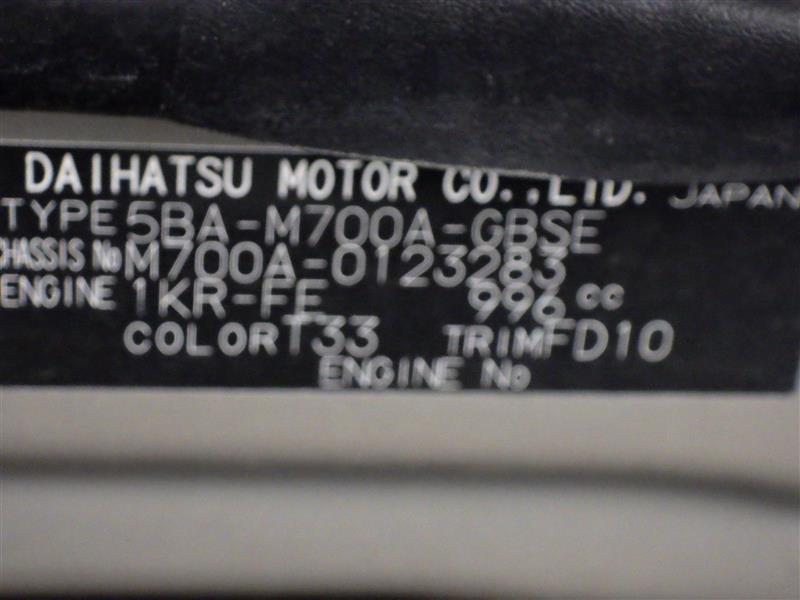 DAIHATSU MOTOR CO.,LTD. JAPAN
TYPE 5BA-M700A-GBSE
CHASSIS No M700A-0123283
ENGINE 1KR-FE 996 cc
COLOR T33 TRIM FD10
ENGINE No